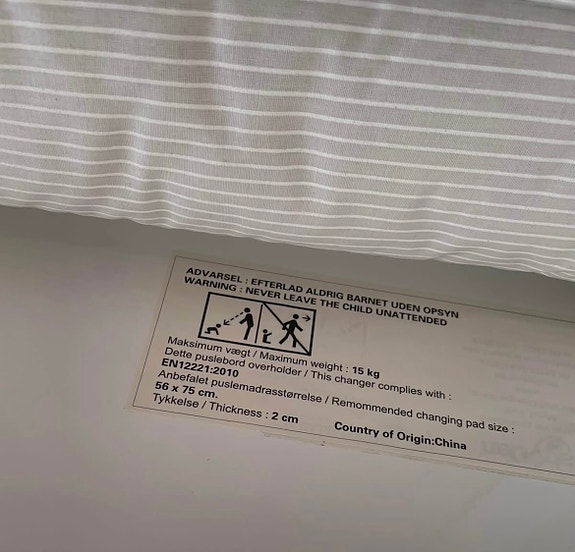 ADVARSEL : EFTERLAD ALDRIG BARNET UDEN OPSYN
WARNING : NEVER LEAVE THE CHILD UNATTENDED
Maksimum vægt / Maximum weight : 15 kg
Dette puslebord overholder / This changer complies with :
EN12221:2010
Anbefalet puslemadrasstørrelse / Remommended changing pad size :
56 x 75 cm.
Tykkelse / Thickness : 2 cm
Country of Origin:China